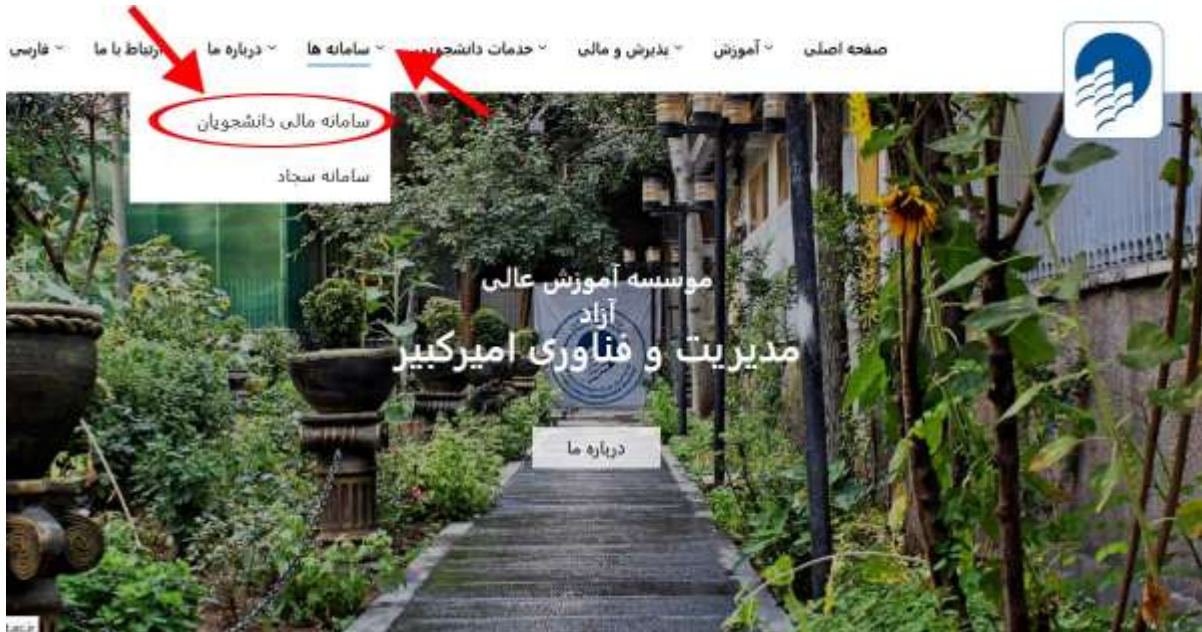 صفحه اصلی آموزش پذیرش و مالی خدمات دانشجویی سامانه ها درباره ما ارتباط با ما فارسی
سامانه مالی دانشجویان
سامانه سجاد
موسسه آموزش عالی
آزاد
مدیریت و فناوری امیرکبیر
درباره ما